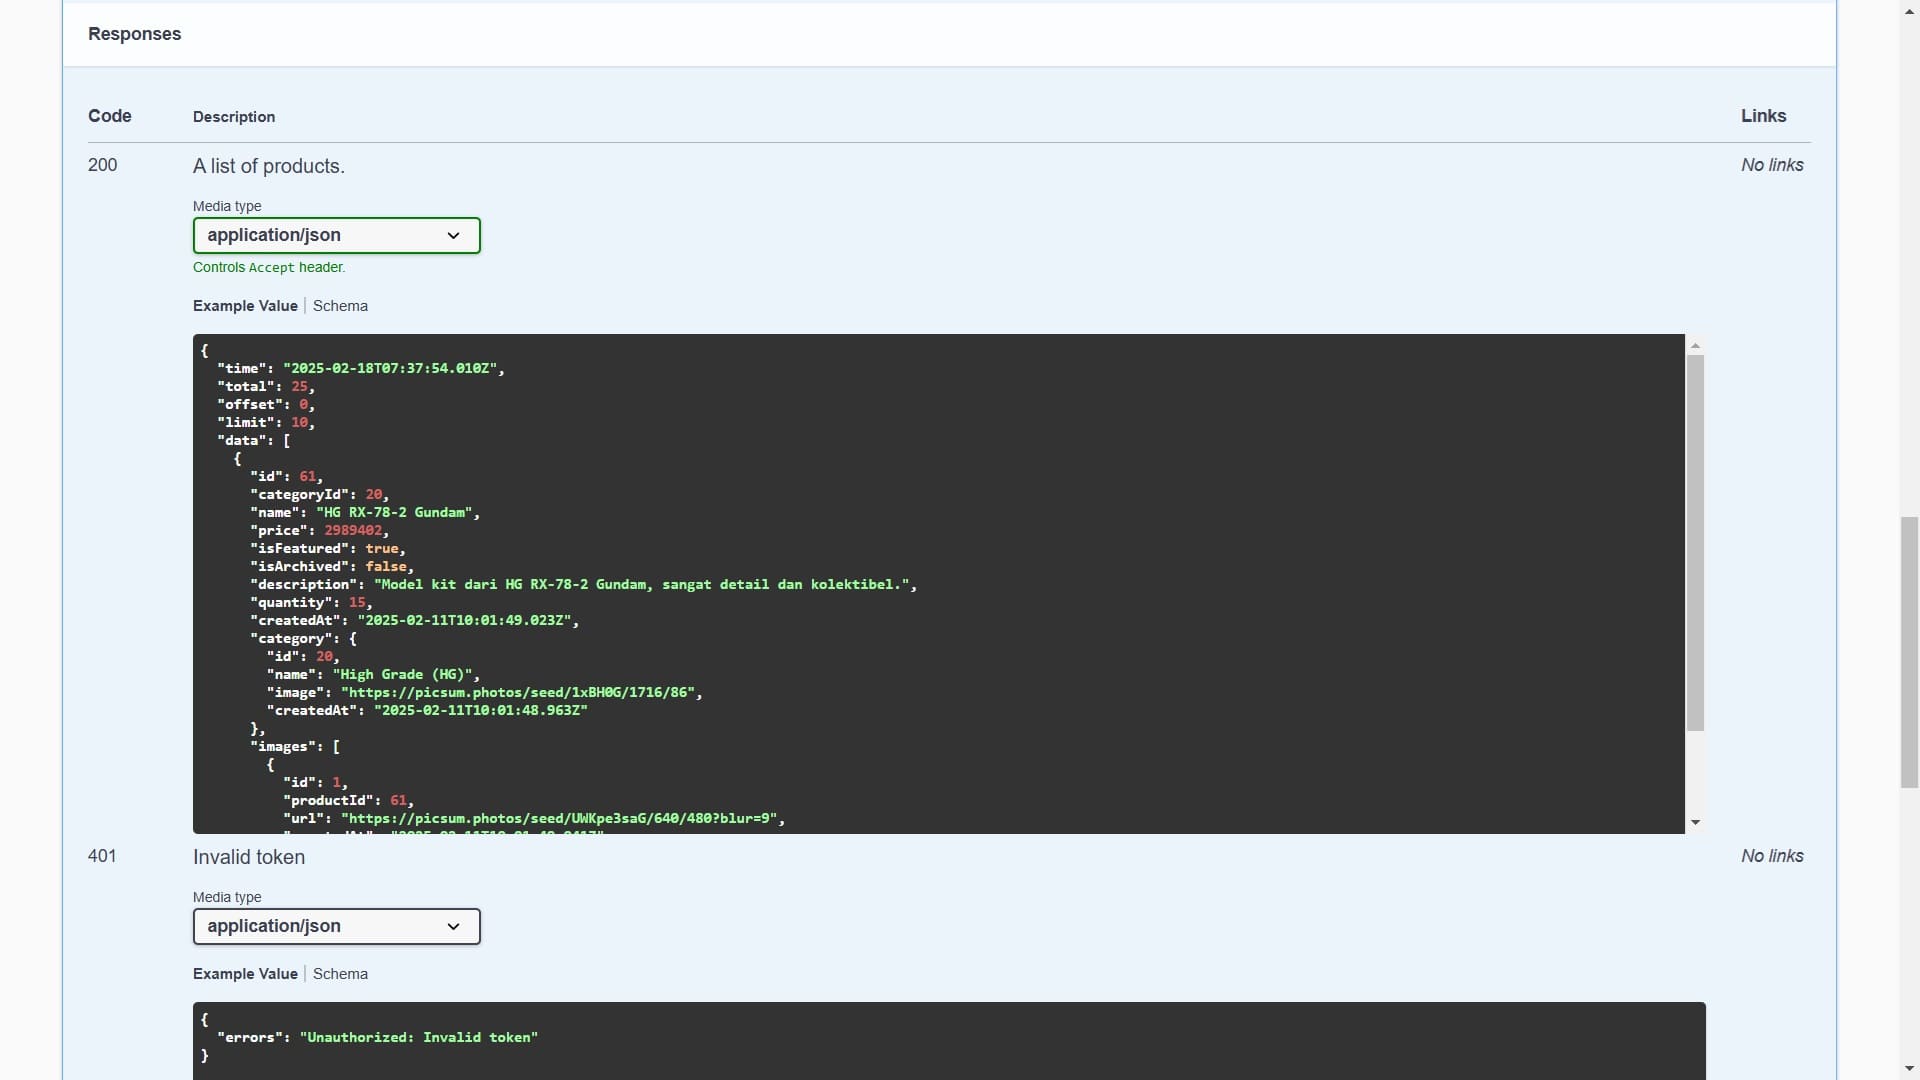 Responses
Code Description Links
200 A list of products. No links
Media type
application/json
Controls Accept header.
Example Value | Schema
{
"time": "2025-02-18T07:37:54.010Z",
"total": 25,
"offset": 0,
"limit": 10,
"data": [
{
"id": 61,
"categoryId": 20,
"name": "HG RX-78-2 Gundam",
"price": 2989402,
"isFeatured": true,
"isArchived": false,
"description": "Model kit dari HG RX-78-2 Gundam, sangat detail dan kolektibel.",
"quantity": 15,
"createdAt": "2025-02-11T10:01:49.023Z",
"category": {
"id": 20,
"name": "High Grade (HG)",
"image": "https://picsum.photos/seed/1xBH0G/1716/86",
"createdAt": "2025-02-11T10:01:48.963Z"
},
"images": [
{
"id": 1,
"productId": 61,
"url": "https://picsum.photos/seed/UWKpe3saG/640/480?blur=9",
401 Invalid token No links
Media type
application/json
Example Value | Schema
{
"errors": "Unauthorized: Invalid token"
}